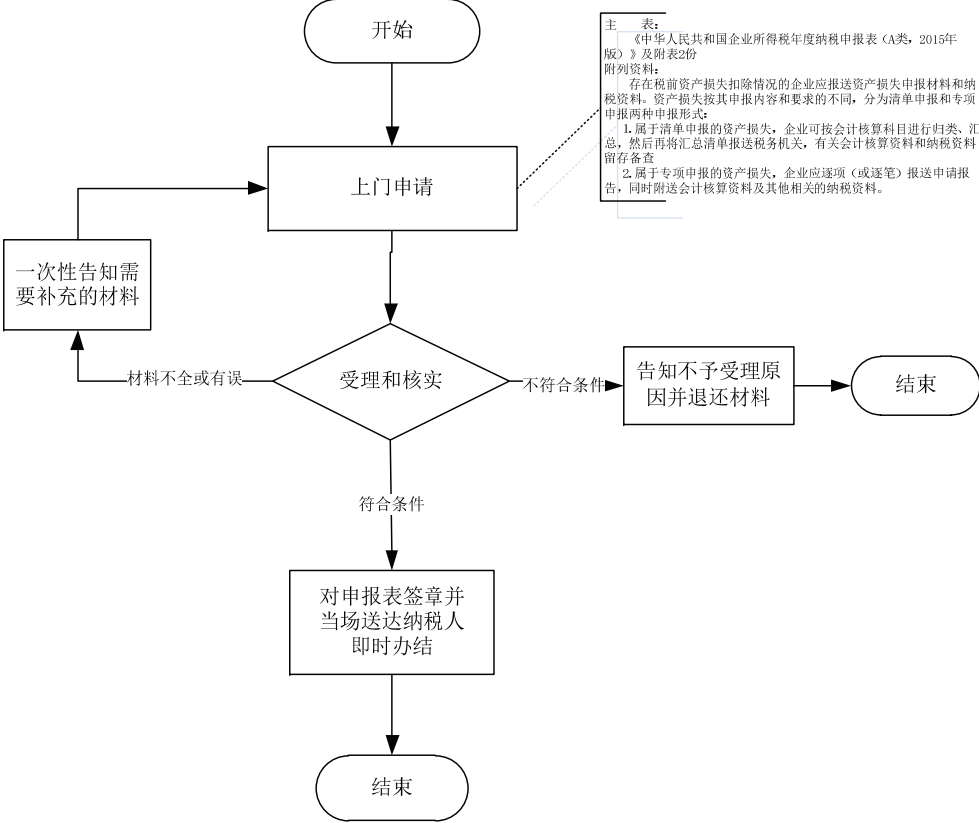 开始
主　　表：
《中华人民共和国企业所得税年度纳税申报表（A类，2015年
版）》及附表2份
附列资料：
存在税前资产损失扣除情况的企业应报送资产损失申报材料和纳
税资料。资产损失按其申报内容和要求的不同，分为清单申报和专项
申报两种申报形式：
1.属于清单申报的资产损失，企业可按会计核算科目进行归类、汇
总，然后再将汇总清单报送税务机关，有关会计核算资料和纳税资料
留存备查
2.属于专项申报的资产损失，企业应逐项（或逐笔）报送申请报
告，同时附送会计核算资料及其他相关的纳税资料。
上门申请
一次性告知需
要补充的材料
材料不全或有误
受理和核实
不符合条件
告知不予受理原
因并退还材料
结束
符合条件
对申报表签章并
当场送达纳税人
即时办结
结束